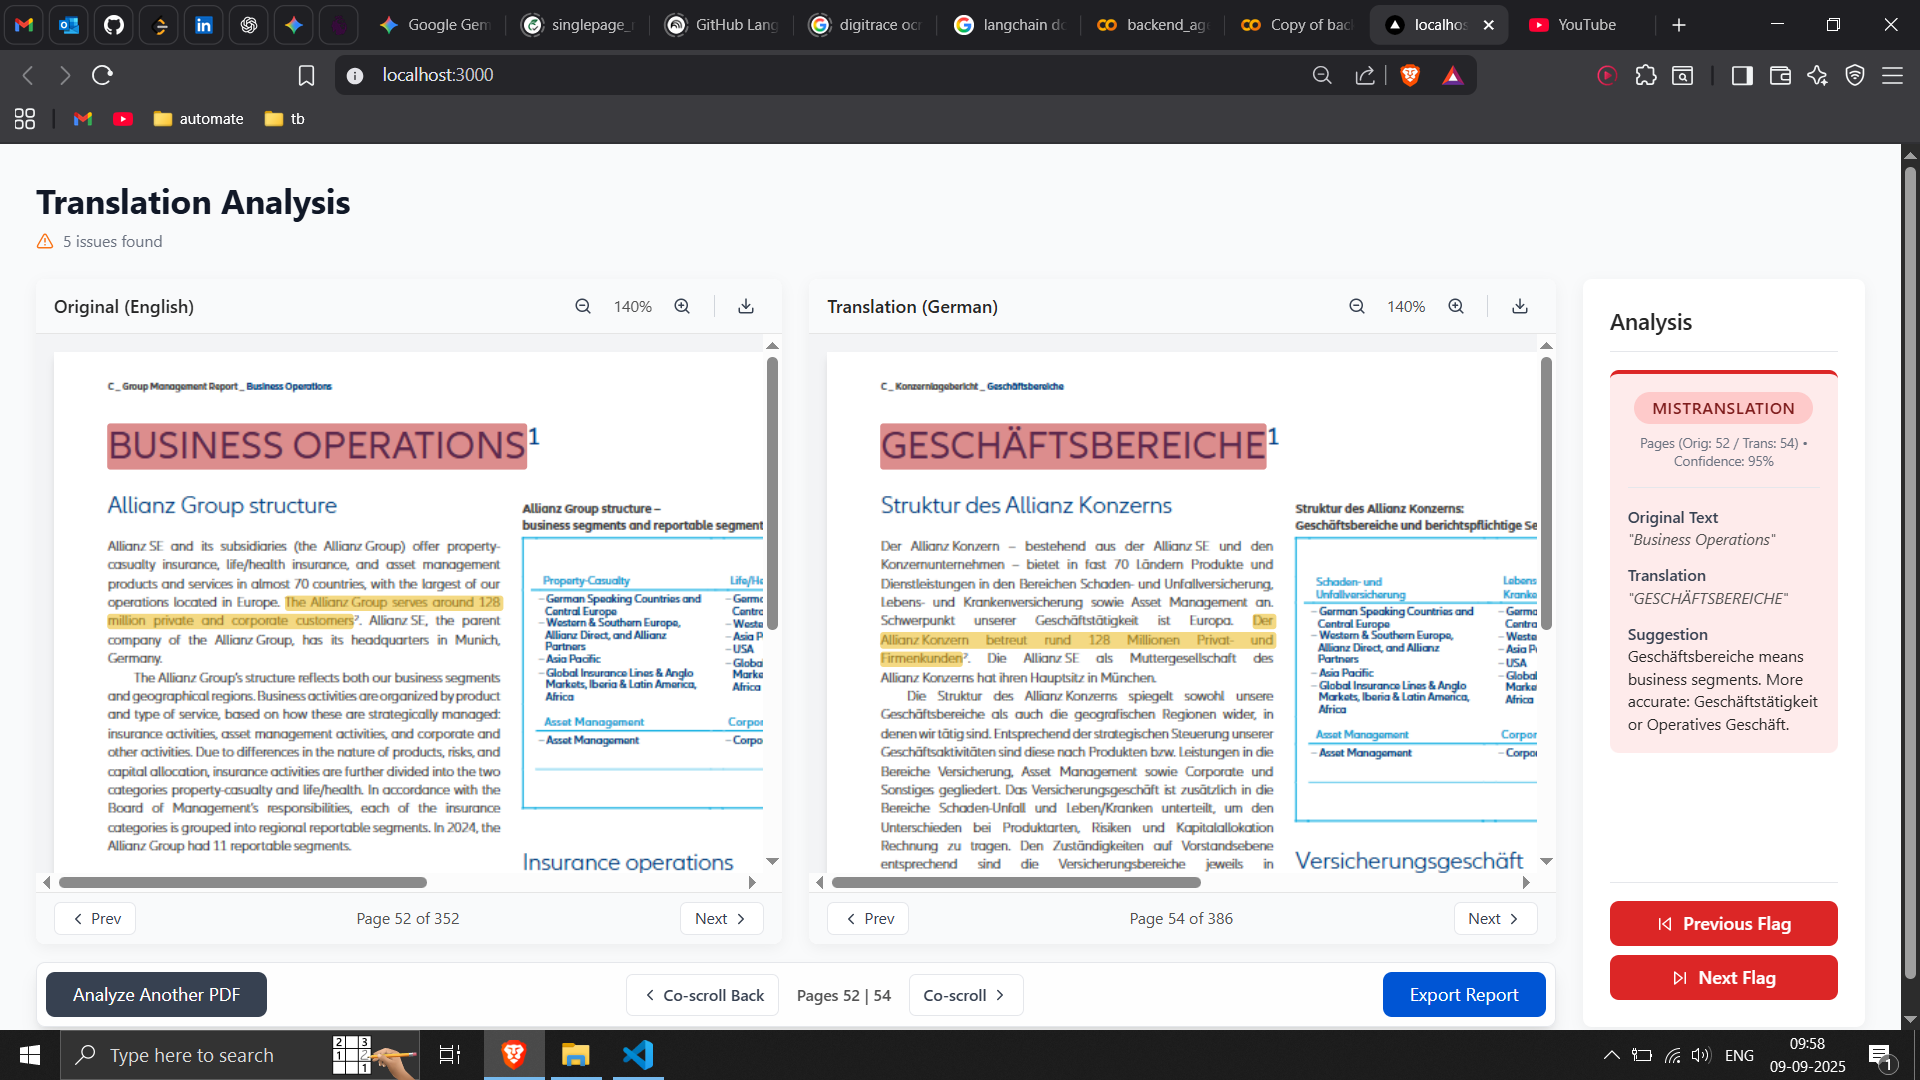 Google Gem
singlepage_
GitHub Lang
digitrace ocr
langchain do
backend_age
Copy of bac
localhos
YouTube
localhost:3000
automate
tb
Translation Analysis
5 issues found
Original (English)
140%
C _ Group Management Report _ Business Operations
BUSINESS OPERATIONS1
Allianz Group structure
Allianz SE and its subsidiaries (the Allianz Group) offer property-
casualty insurance, life/health insurance, and asset management
products and services in almost 70 countries, with the largest of our
operations located in Europe. The Allianz Group serves around 128
million private and corporate customers2. Allianz SE, the parent
company of the Allianz Group, has its headquarters in Munich,
Germany.
The Allianz Group's structure reflects both our business segments
and geographical regions. Business activities are organized by product
and type of service, based on how these are strategically managed:
insurance activities, asset management activities, and corporate and
other activities. Due to differences in the nature of products, risks, and
capital allocation, insurance activities are further divided into the two
categories property-casualty and life/health. In accordance with the
Board of Management's responsibilities, each of the insurance
categories is grouped into regional reportable segments. In 2024, the
Allianz Group had 11 reportable segments.
Allianz Group structure –
business segments and reportable segment
Property-Casualty
– German Speaking Countries and
Central Europe
– Western & Southern Europe,
Allianz Direct, and Allianz
Partners
– Asia Pacific
– Global Insurance Lines & Anglo
Markets, Iberia & Latin America,
Africa
Life/He
– Germa
Centra
– Weste
– Asia P
– USA
– Global
Marke
Africa
Asset Management
– Asset Management
Corpor
– Corpo
Insurance operations
Prev
Page 52 of 352
Next
Translation (German)
140%
C _ Konzernlagebericht _ Geschäftsbereiche
GESCHÄFTSBEREICHE1
Struktur des Allianz Konzerns
Der Allianz Konzern – bestehend aus der Allianz SE und den
Konzernunternehmen – bietet in fast 70 Ländern Produkte und
Dienstleistungen in den Bereichen Schaden- und Unfallversicherung,
Lebens- und Krankenversicherung sowie Asset Management an.
Schwerpunkt unserer Geschäftstätigkeit ist Europa. Der
Allianz Konzern betreut rund 128 Millionen Privat- und
Firmenkunden2. Die Allianz SE als Muttergesellschaft des
Allianz Konzerns hat ihren Hauptsitz in München.
Die Struktur des Allianz Konzerns spiegelt sowohl unsere
Geschäftsbereiche als auch die geografischen Regionen wider, in
denen wir tätig sind. Entsprechend der strategischen Steuerung unserer
Geschäftsaktivitäten sind diese nach Produkten bzw. Leistungen in die
Bereiche Versicherung, Asset Management sowie Corporate und
Sonstiges gegliedert. Das Versicherungsgeschäft ist zusätzlich in die
Bereiche Schaden-Unfall und Leben/Kranken unterteilt, um den
Unterschieden bei Produktarten, Risiken und Kapitalallokation
Rechnung zu tragen. Den Zuständigkeiten auf Vorstandsebene
entsprechend sind die Versicherungsbereiche jeweils in
Struktur des Allianz Konzerns:
Geschäftsbereiche und berichtspflichtige Se
Schaden- und
Unfallversicherung
– German Speaking Countries and
Central Europe
– Western & Southern Europe,
Allianz Direct, and Allianz
Partners
– Asia Pacific
– Global Insurance Lines & Anglo
Markets, Iberia & Latin America,
Africa
Lebens
Kranke
– Germa
Centra
– Weste
– Asia P
– USA
– Global
Marke
Africa
Asset Management
– Asset Management
Corpor
– Corpo
Versicherungsgeschäft
Prev
Page 54 of 386
Next
Analysis
MISTRANSLATION
Pages (Orig: 52 / Trans: 54) •
Confidence: 95%
Original Text
"Business Operations"
Translation
"GESCHÄFTSBEREICHE"
Suggestion
Geschäftsbereiche means
business segments. More
accurate: Geschäftstätigkeit
or Operatives Geschäft.
Previous Flag
Next Flag
Analyze Another PDF
Co-scroll Back
Pages 52 | 54
Co-scroll
Export Report
Type here to search
ENG
09:58
09-09-2025
1